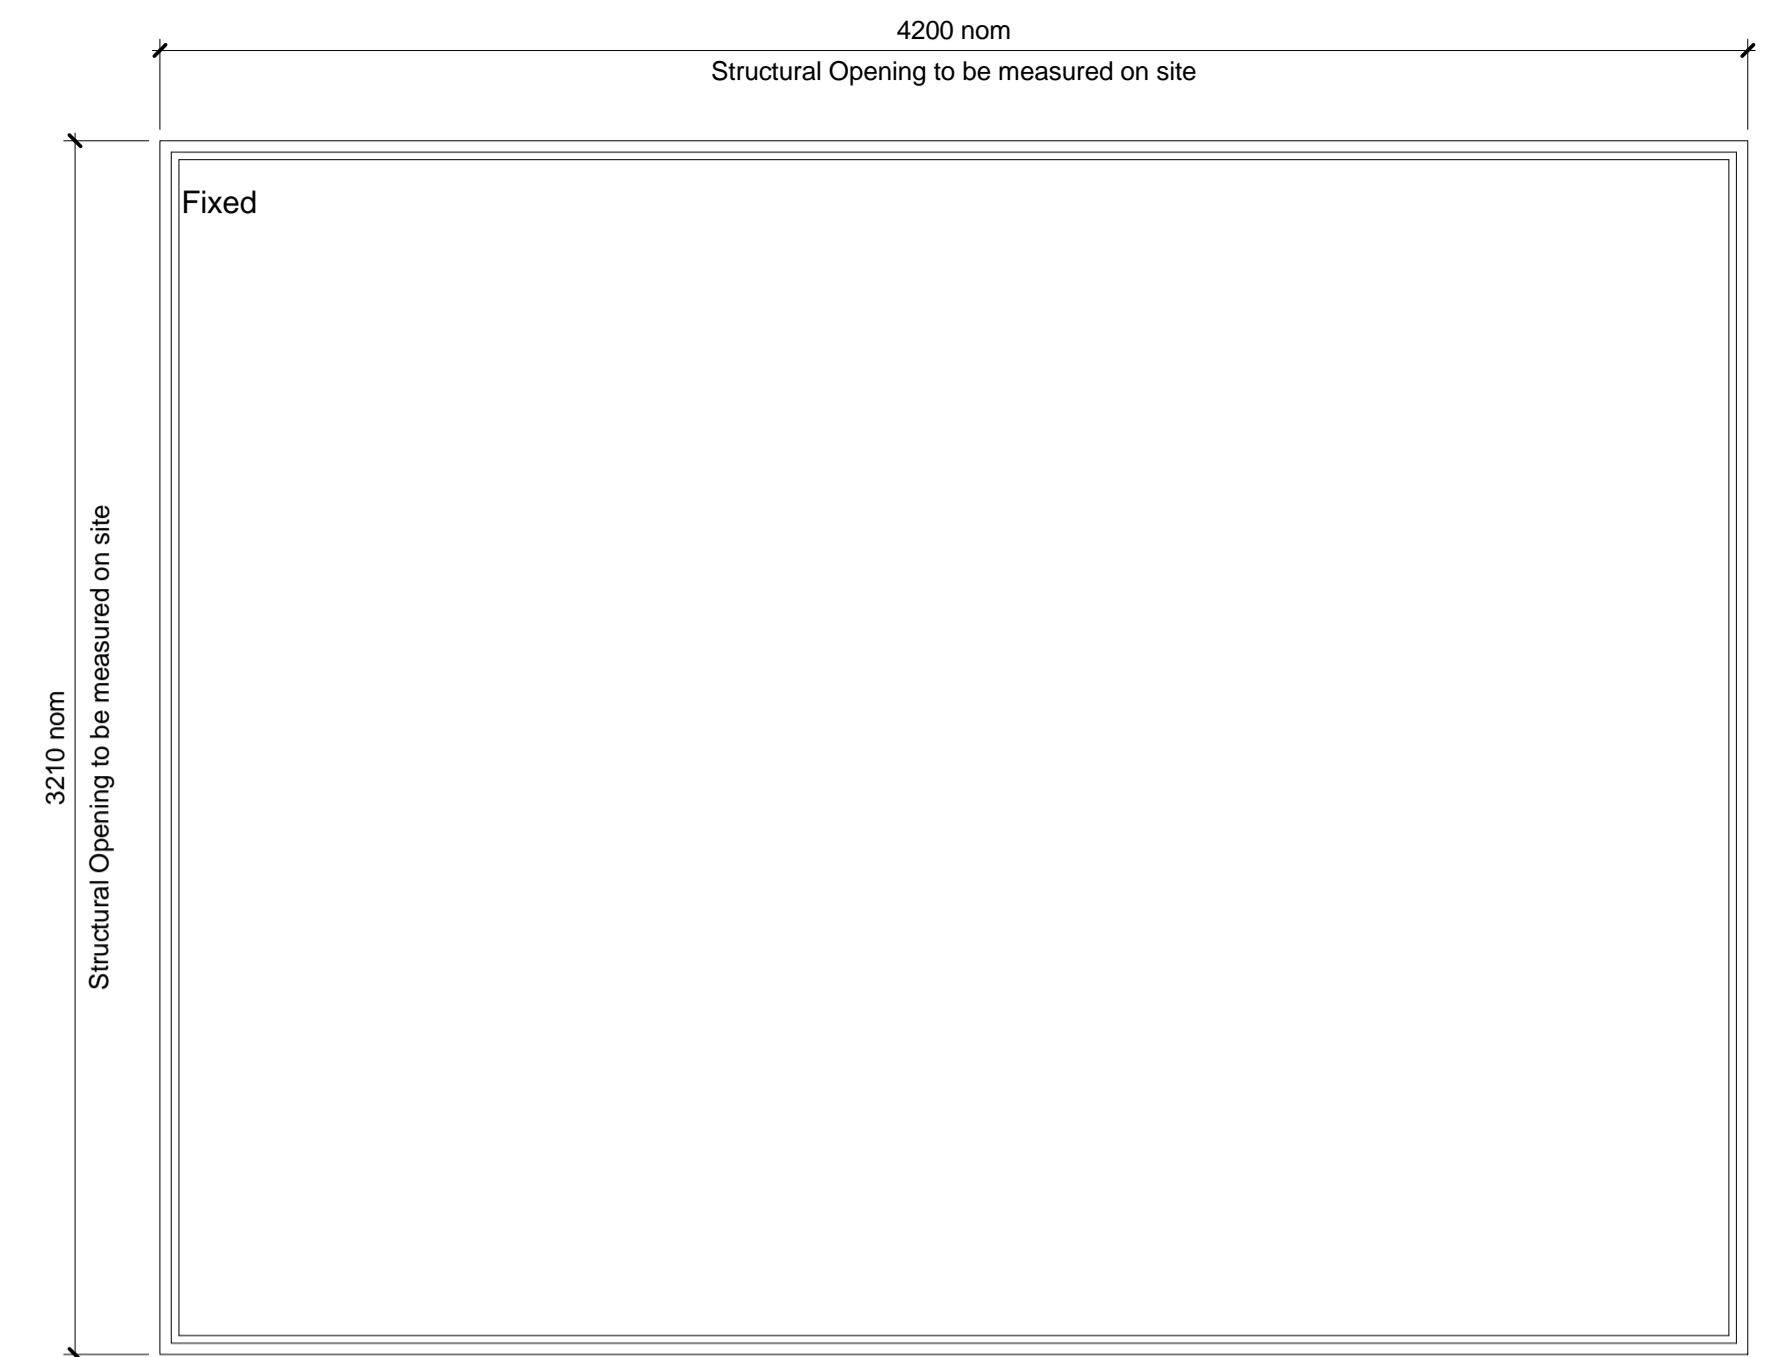 4200 nom
Structural Opening to be measured on site
Fixed
3210 nom
Structural Opening to be measured on site